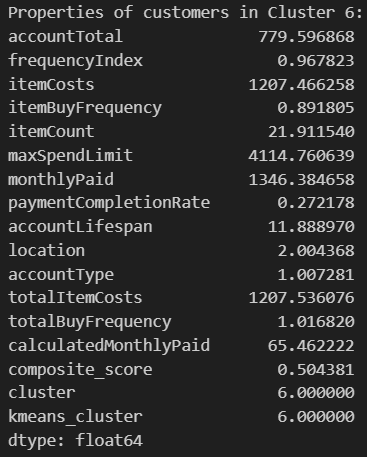 Properties of customers in Cluster 6:
accountTotal 779.596868
frequencyIndex 0.967823
itemCosts 1207.466258
itemBuyFrequency 0.891805
itemCount 21.911540
maxSpendLimit 4114.760639
monthlyPaid 1346.384658
paymentCompletionRate 0.272178
accountLifespan 11.888970
location 2.004368
accountType 1.007281
totalItemCosts 1207.536076
totalBuyFrequency 1.016820
calculatedMonthlyPaid 65.462222
composite_score 0.504381
cluster 6.000000
kmeans_cluster 6.000000
dtype: float64